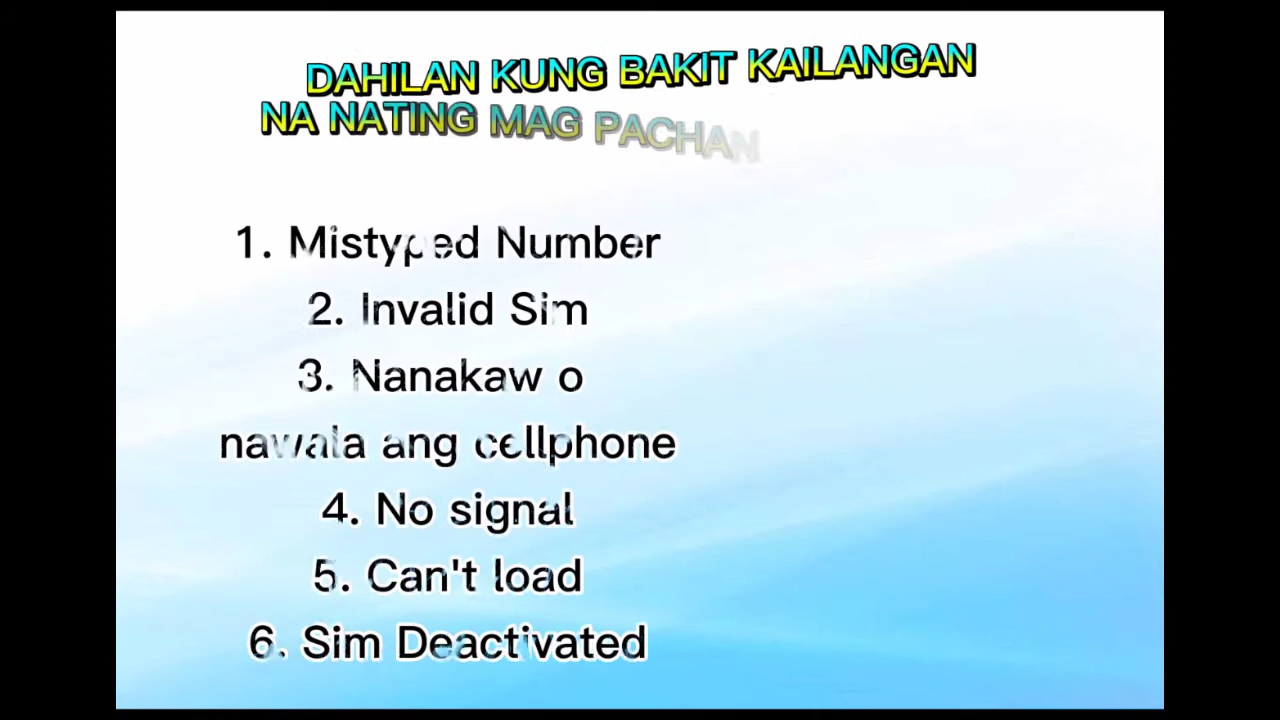 DAHILAN KUNG BAKIT KAILANGAN
NA NATING MAG PACHAN
1. Mistyped Number
2. Invalid Sim
3. Nanakaw o
nawala ang cellphone
4. No signal
5. Can't load
6. Sim Deactivated